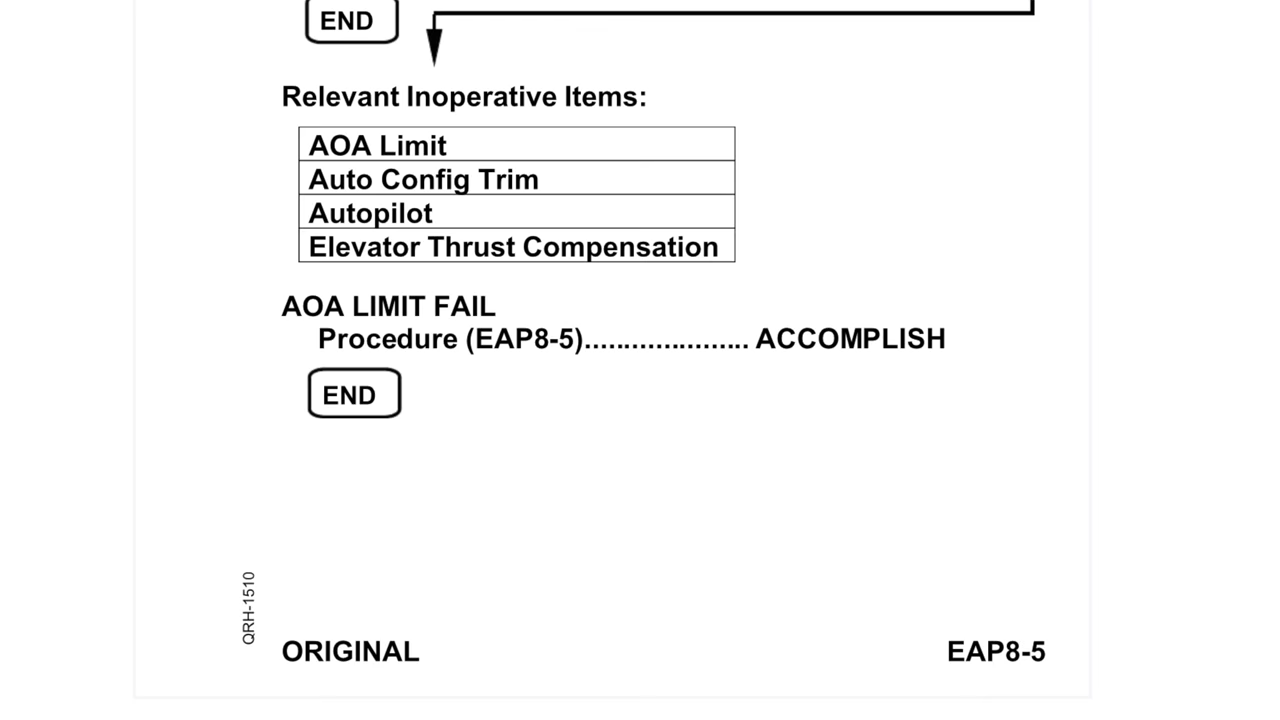 END
Relevant Inoperative Items:
AOA Limit
Auto Config Trim
Autopilot
Elevator Thrust Compensation
AOA LIMIT FAIL
Procedure (EAP8-5).................... ACCOMPLISH
END
QRH-1510
ORIGINAL
EAP8-5